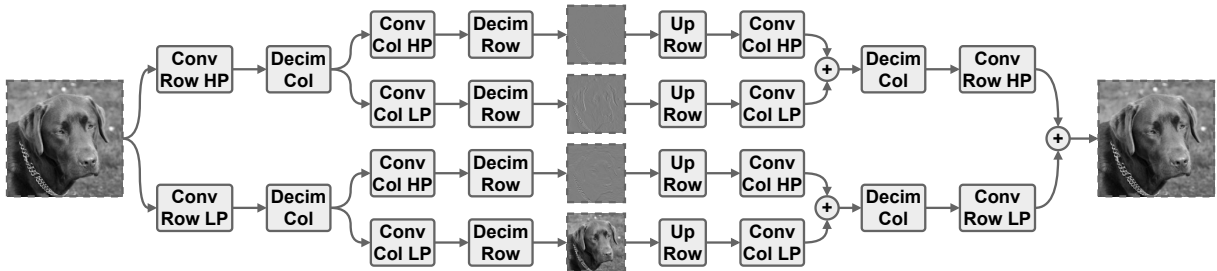 Conv
Col HP
Decim
Row
Up
Row
Conv
Col HP
Conv
Row HP
Decim
Col
+
Decim
Col
Conv
Row HP
Conv
Col LP
Decim
Row
Up
Row
Conv
Col LP
+
Conv
Col HP
Decim
Row
Up
Row
Conv
Col HP
Conv
Row LP
Decim
Col
+
Decim
Col
Conv
Row LP
Conv
Col LP
Decim
Row
Up
Row
Conv
Col LP